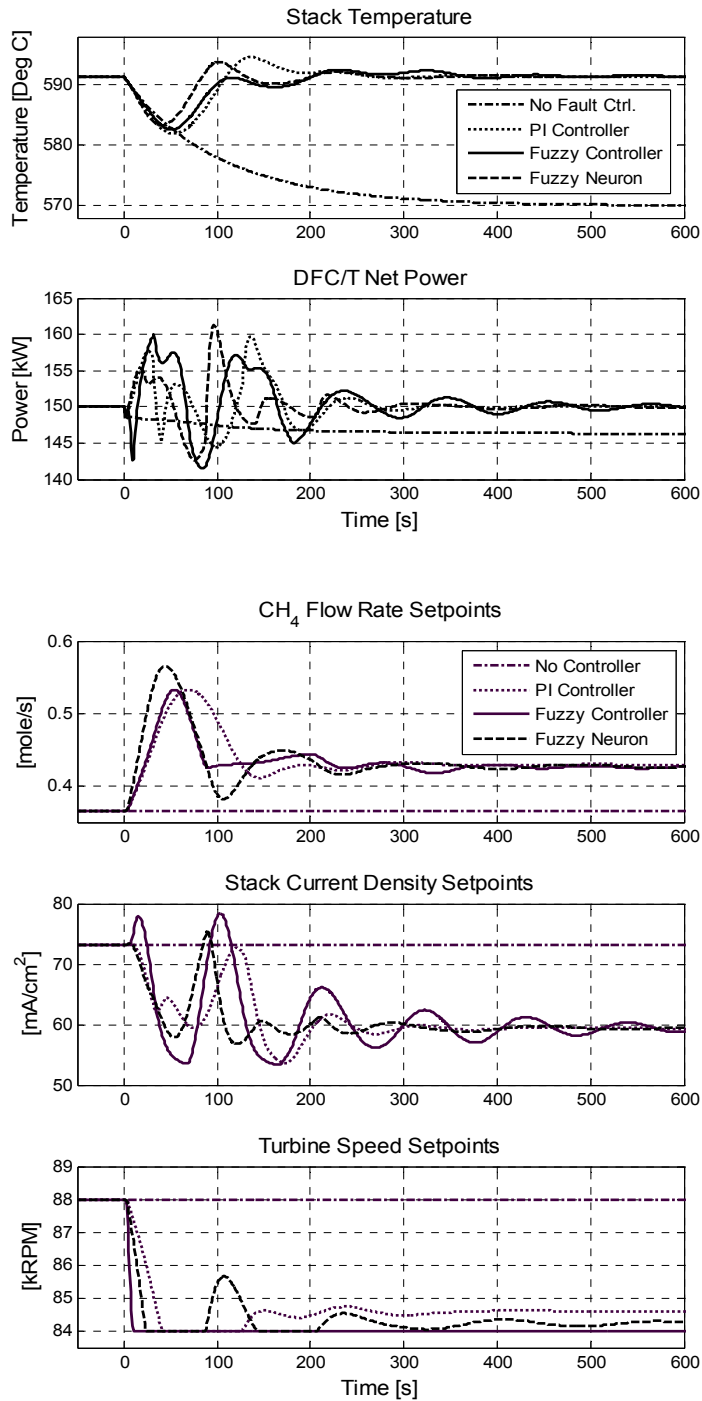 Stack Temperature
Temperature [Deg C]
590
580
570
No Fault Ctrl.
PI Controller
Fuzzy Controller
Fuzzy Neuron
0 100 200 300 400 500 600
DFC/T Net Power
Power [kW]
165
160
155
150
145
140
0 100 200 300 400 500 600
Time [s]
CH4 Flow Rate Setpoints
[mole/s]
0.6
0.5
0.4
No Controller
PI Controller
Fuzzy Controller
Fuzzy Neuron
0 100 200 300 400 500 600
Stack Current Density Setpoints
[mA/cm2]
80
70
60
50
0 100 200 300 400 500 600
Turbine Speed Setpoints
[kRPM]
89
88
87
86
85
84
0 100 200 300 400 500 600
Time [s]